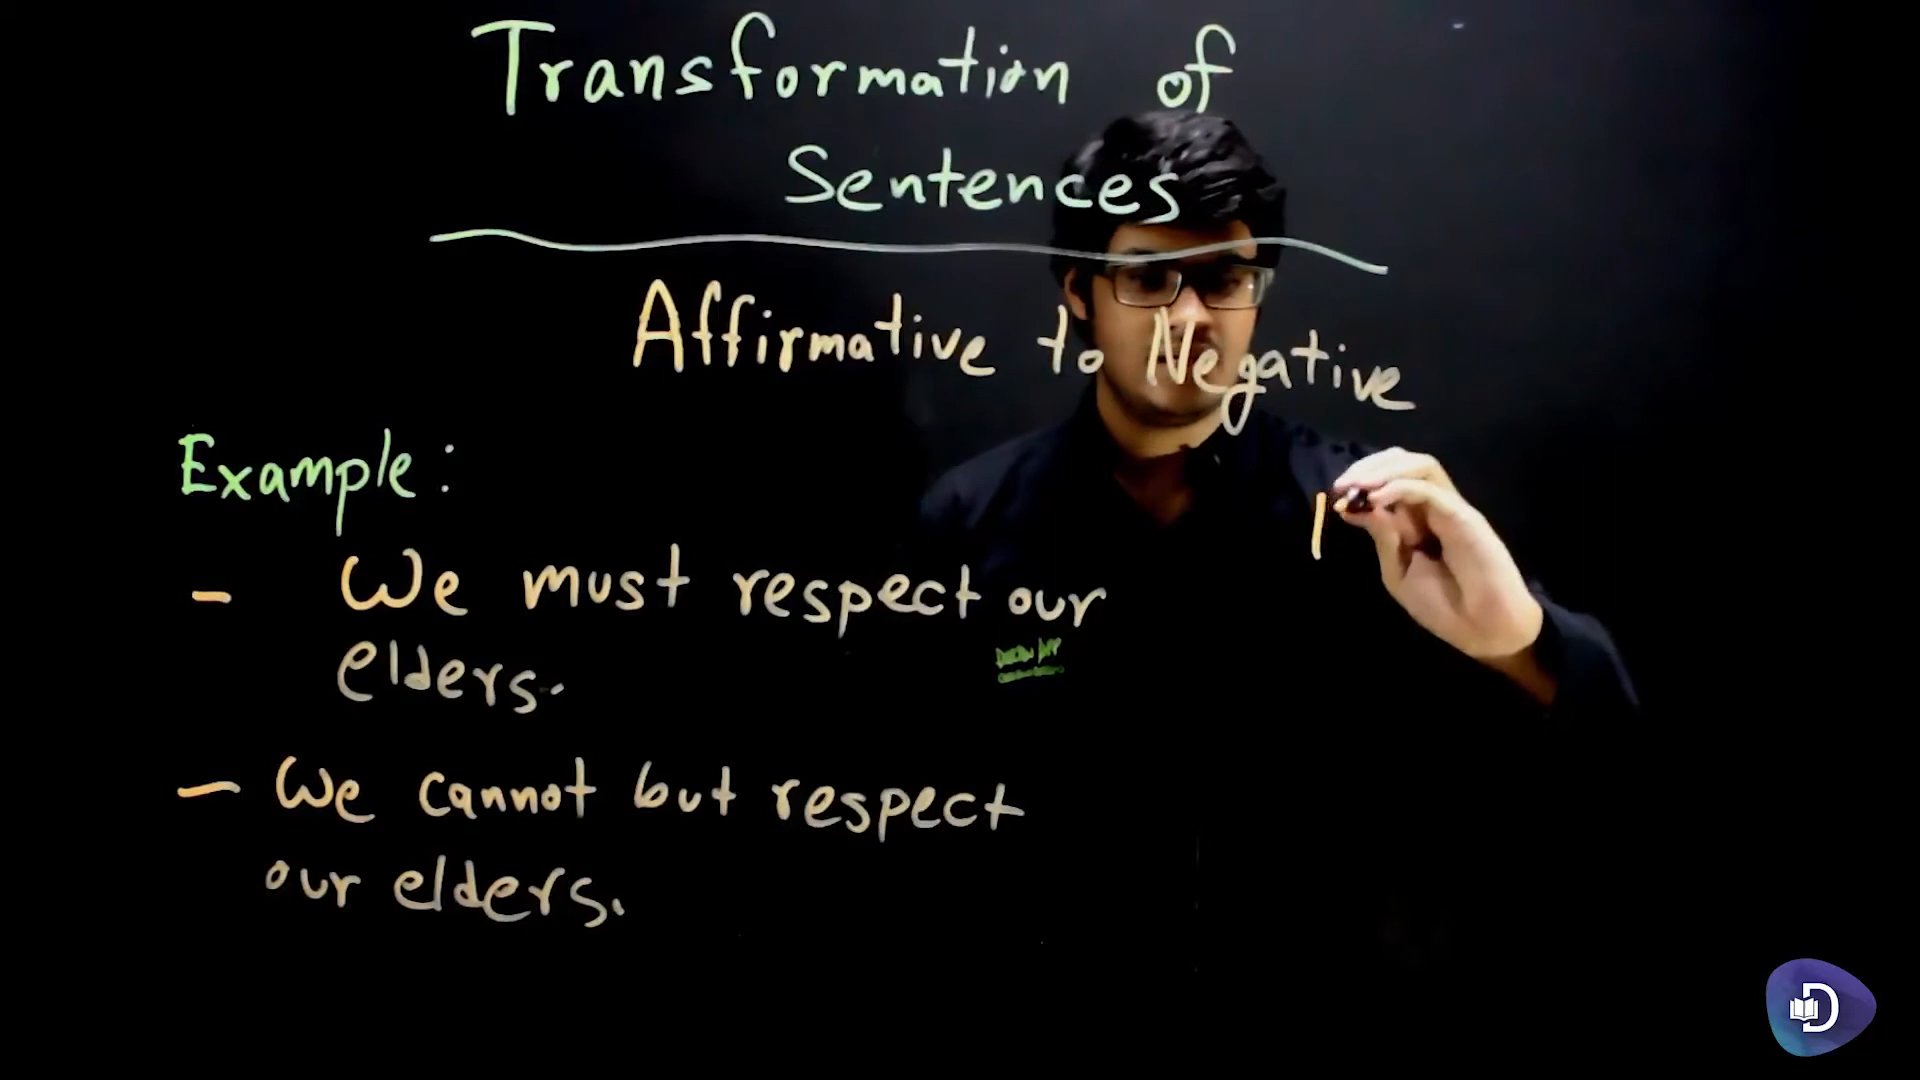 Transformation of
Sentences
Affirmative to Negative
Example:
- We must respect our
elders.
- We cannot but respect
our elders.